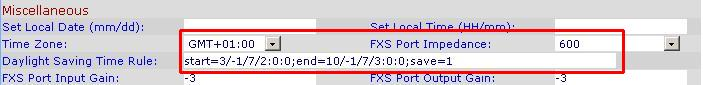 Miscellaneous
Set Local Date (mm/dd): Set Local Time (HH/mm):
Time Zone: GMT+01:00 FXS Port Impedance: 600
Daylight Saving Time Rule: start=3/-1/7/2:0:0;end=10/-1/7/3:0:0;save=1
FXS Port Input Gain: -3 FXS Port Output Gain: -3